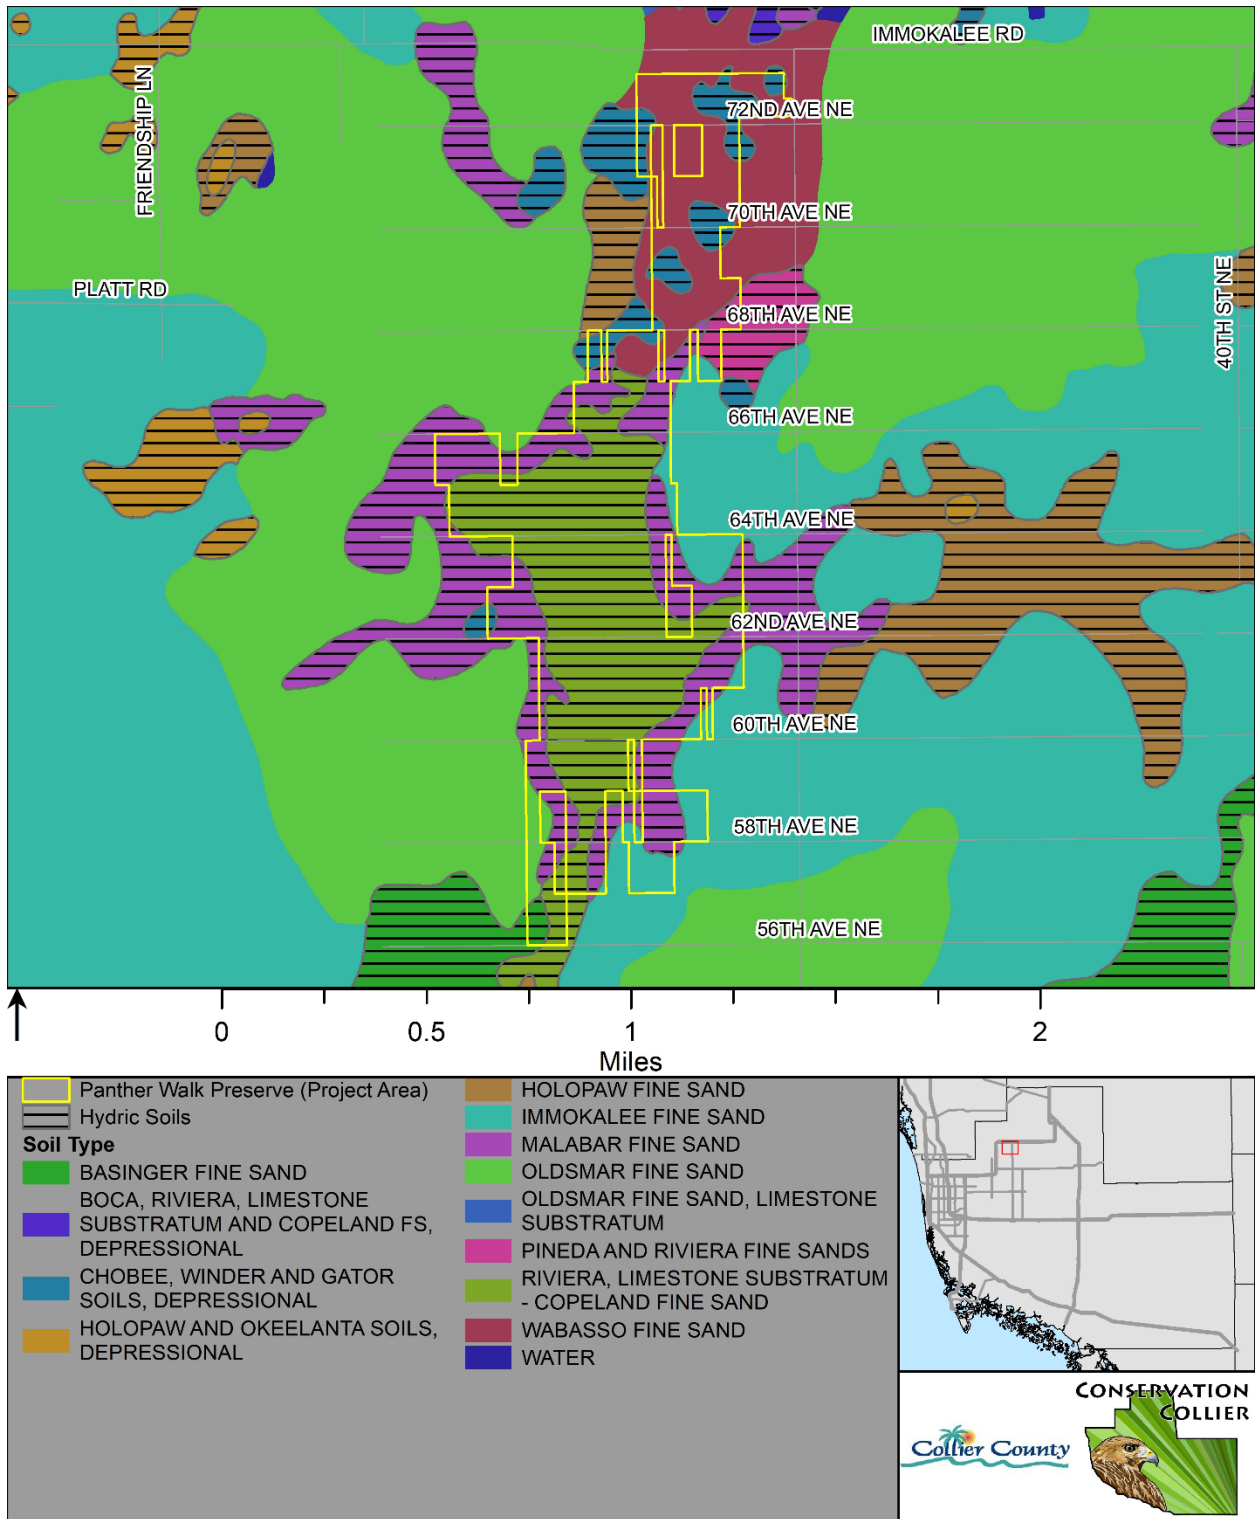 IMMOKALEE RD
FRIENDSHIP LN
72ND AVE NE
70TH AVE NE
PLATT RD
68TH AVE NE
40TH ST NE
66TH AVE NE
64TH AVE NE
62ND AVE NE
60TH AVE NE
58TH AVE NE
56TH AVE NE
0 0.5 1 2
Miles
Panther Walk Preserve (Project Area)
Hydric Soils
Soil Type
BASINGER FINE SAND
BOCA, RIVIERA, LIMESTONE
SUBSTRATUM AND COPELAND FS,
DEPRESSIONAL
CHOBEE, WINDER AND GATOR
SOILS, DEPRESSIONAL
HOLOPAW AND OKEELANTA SOILS,
DEPRESSIONAL
HOLOPAW FINE SAND
IMMOKALEE FINE SAND
MALABAR FINE SAND
OLDSMAR FINE SAND
OLDSMAR FINE SAND, LIMESTONE
SUBSTRATUM
PINEDA AND RIVIERA FINE SANDS
RIVIERA, LIMESTONE SUBSTRATUM
- COPELAND FINE SAND
WABASSO FINE SAND
WATER
Collier County
CONSERVATION
COLLIER